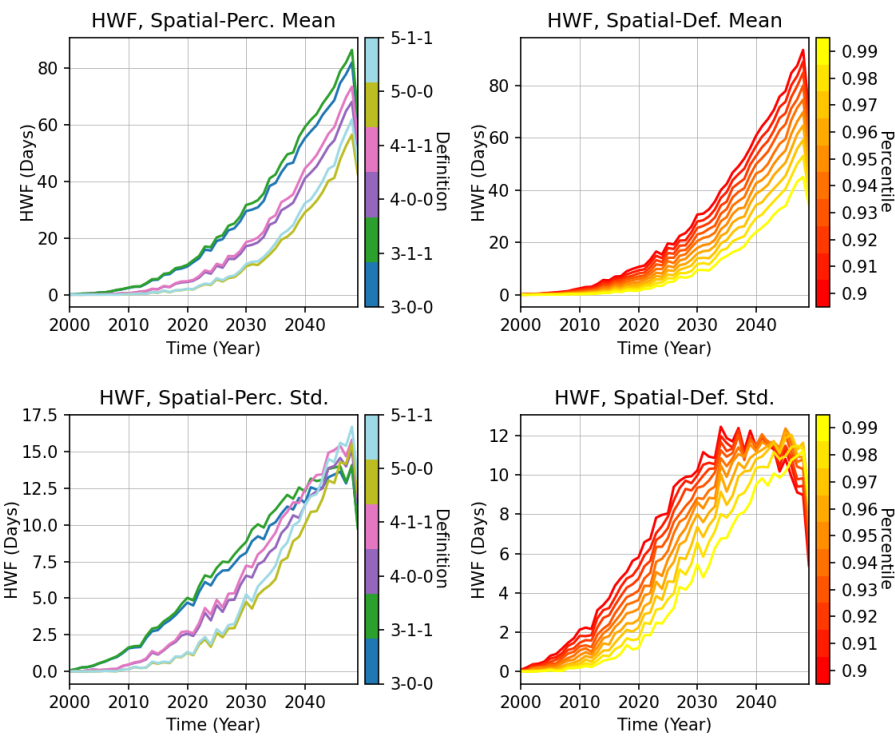 HWF, Spatial-Perc. Mean
80
60
40
20
0
HWF (Days)
2000 2010 2020 2030 2040
Time (Year)
5-1-1
5-0-0
4-1-1
4-0-0
3-1-1
3-0-0
Definition
HWF, Spatial-Def. Mean
80
60
40
20
0
HWF (Days)
2000 2010 2020 2030 2040
Time (Year)
0.99
0.98
0.97
0.96
0.95
0.94
0.93
0.92
0.91
0.9
Percentile
HWF, Spatial-Perc. Std.
17.5
15.0
12.5
10.0
7.5
5.0
2.5
0.0
HWF (Days)
2000 2010 2020 2030 2040
Time (Year)
5-1-1
5-0-0
4-1-1
4-0-0
3-1-1
3-0-0
Definition
HWF, Spatial-Def. Std.
12
10
8
6
4
2
0
HWF (Days)
2000 2010 2020 2030 2040
Time (Year)
0.99
0.98
0.97
0.96
0.95
0.94
0.93
0.92
0.91
0.9
Percentile